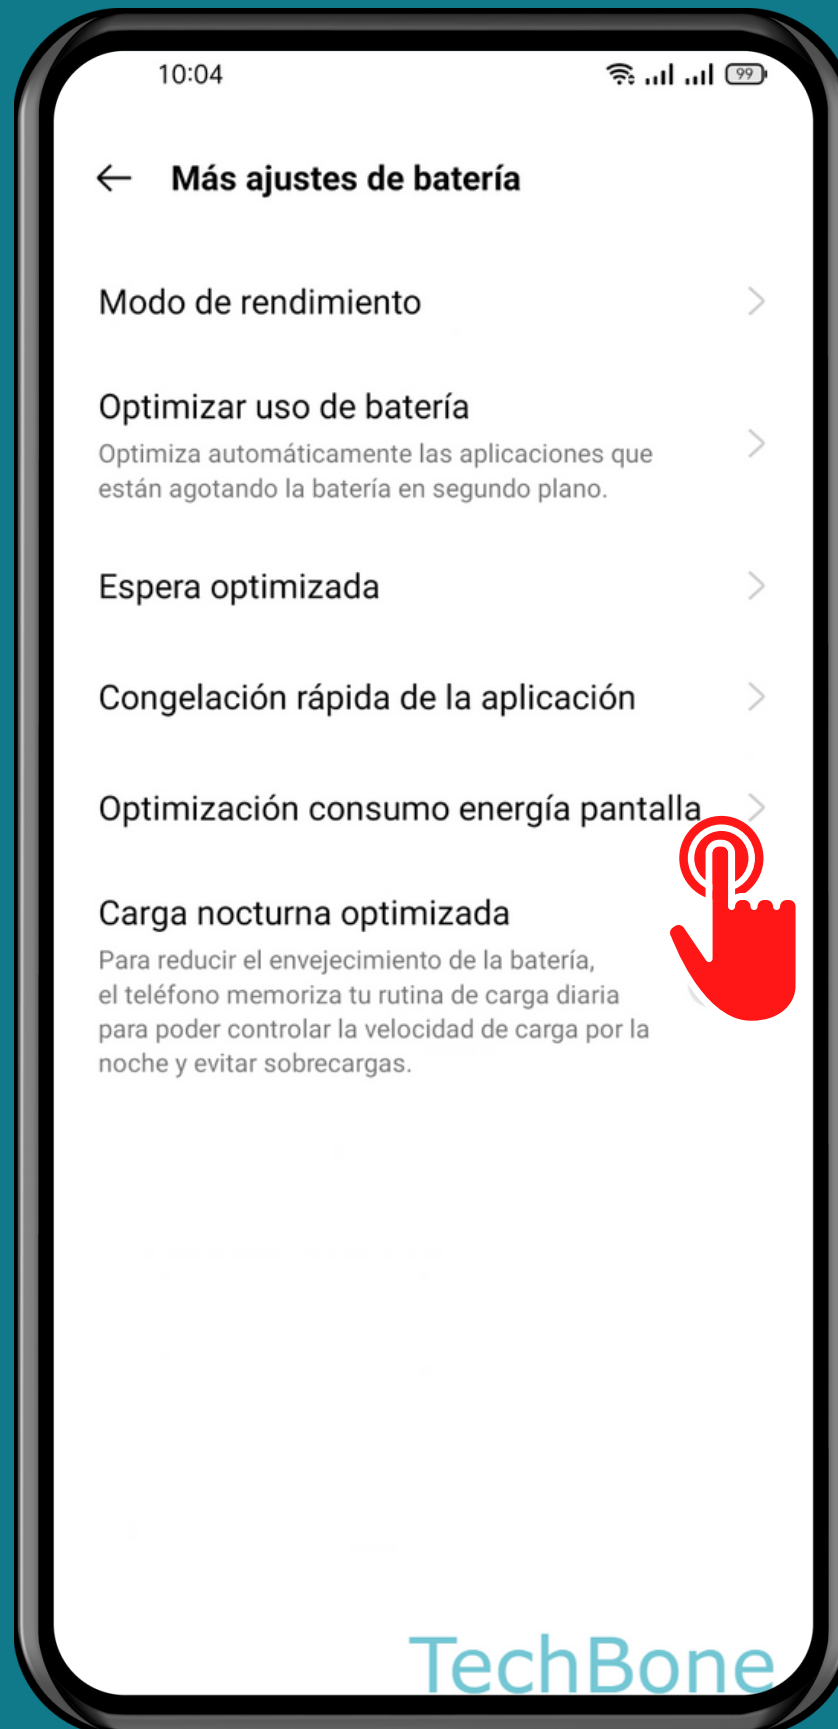 10:04
99
Más ajustes de batería
Modo de rendimiento
Optimizar uso de batería
Optimiza automáticamente las aplicaciones que
están agotando la batería en segundo plano.
Espera optimizada
Congelación rápida de la aplicación
Optimización consumo energía pantalla
Carga nocturna optimizada
Para reducir el envejecimiento de la batería,
el teléfono memoriza tu rutina de carga diaria
para poder controlar la velocidad de carga por la
noche y evitar sobrecargas.
TechBone